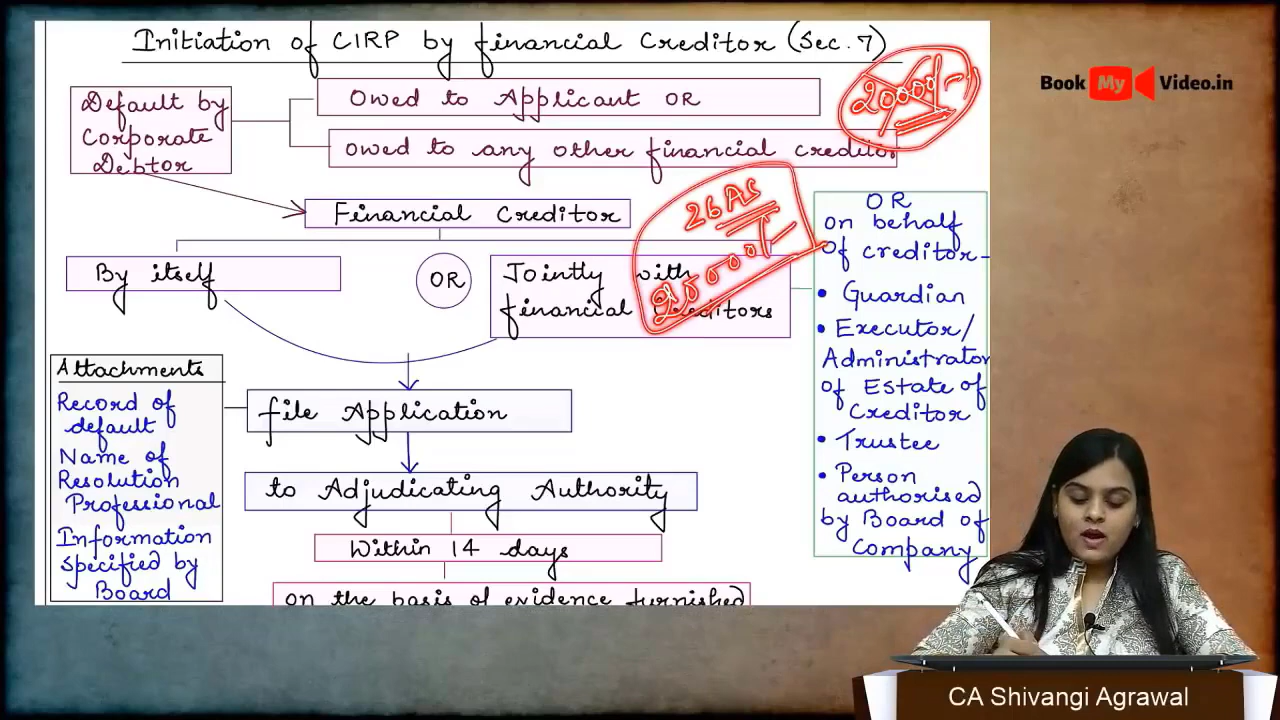 Initiation of CIRP by financial Creditor (Sec. 7)
Book My Video.in
20000/-
Default by
Corporate
Debtor
Owed to Applicant OR
owed to any other financial creditor
Financial Creditor
26AS
20000/-
By itself
OR
Jointly with
financial Creditors
OR
on behalf
of creditor-
• Guardian
• Executor/
Administrator
of Estate of
Creditor
• Trustee
• Person
authorised
by Board of
Company
Attachments
Record of
default
Name of
Resolution
Professional
Information
specified by
Board
file Application
to Adjudicating Authority
Within 14 days
on the basis of evidence furnished
CA Shivangi Agrawal